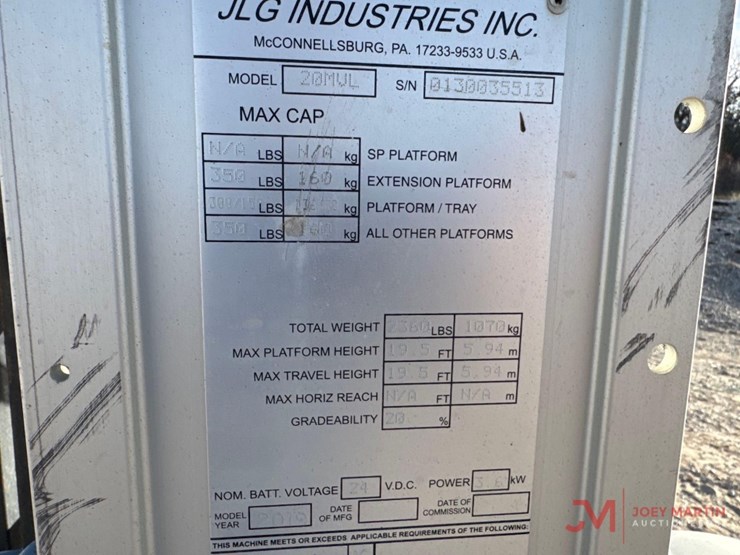 JLG INDUSTRIES INC.
McCONNELLSBURG, PA. 17233-9533 U.S.A.
MODEL 20MVL S/N 0130035513
MAX CAP
N/A LBS N/A kg SP PLATFORM
350 LBS 160 kg EXTENSION PLATFORM
LBS kg PLATFORM / TRAY
350 LBS kg ALL OTHER PLATFORMS
TOTAL WEIGHT 2360 LBS 1070 kg
MAX PLATFORM HEIGHT 19.5 FT 5.94 m
MAX TRAVEL HEIGHT 19.5 FT 5.94 m
MAX HORIZ REACH N/A FT N/A m
GRADEABILITY 20 %
NOM. BATT. VOLTAGE 24 V.D.C. POWER 3.6 kW
MODEL YEAR DATE OF MFG DATE OF COMMISSION
THIS MACHINE MEETS OR EXCEEDS APPLICABLE REQUIREMENTS OF THE FOLLOWING:
JM JOEY MARTIN
AUCTIONEERS